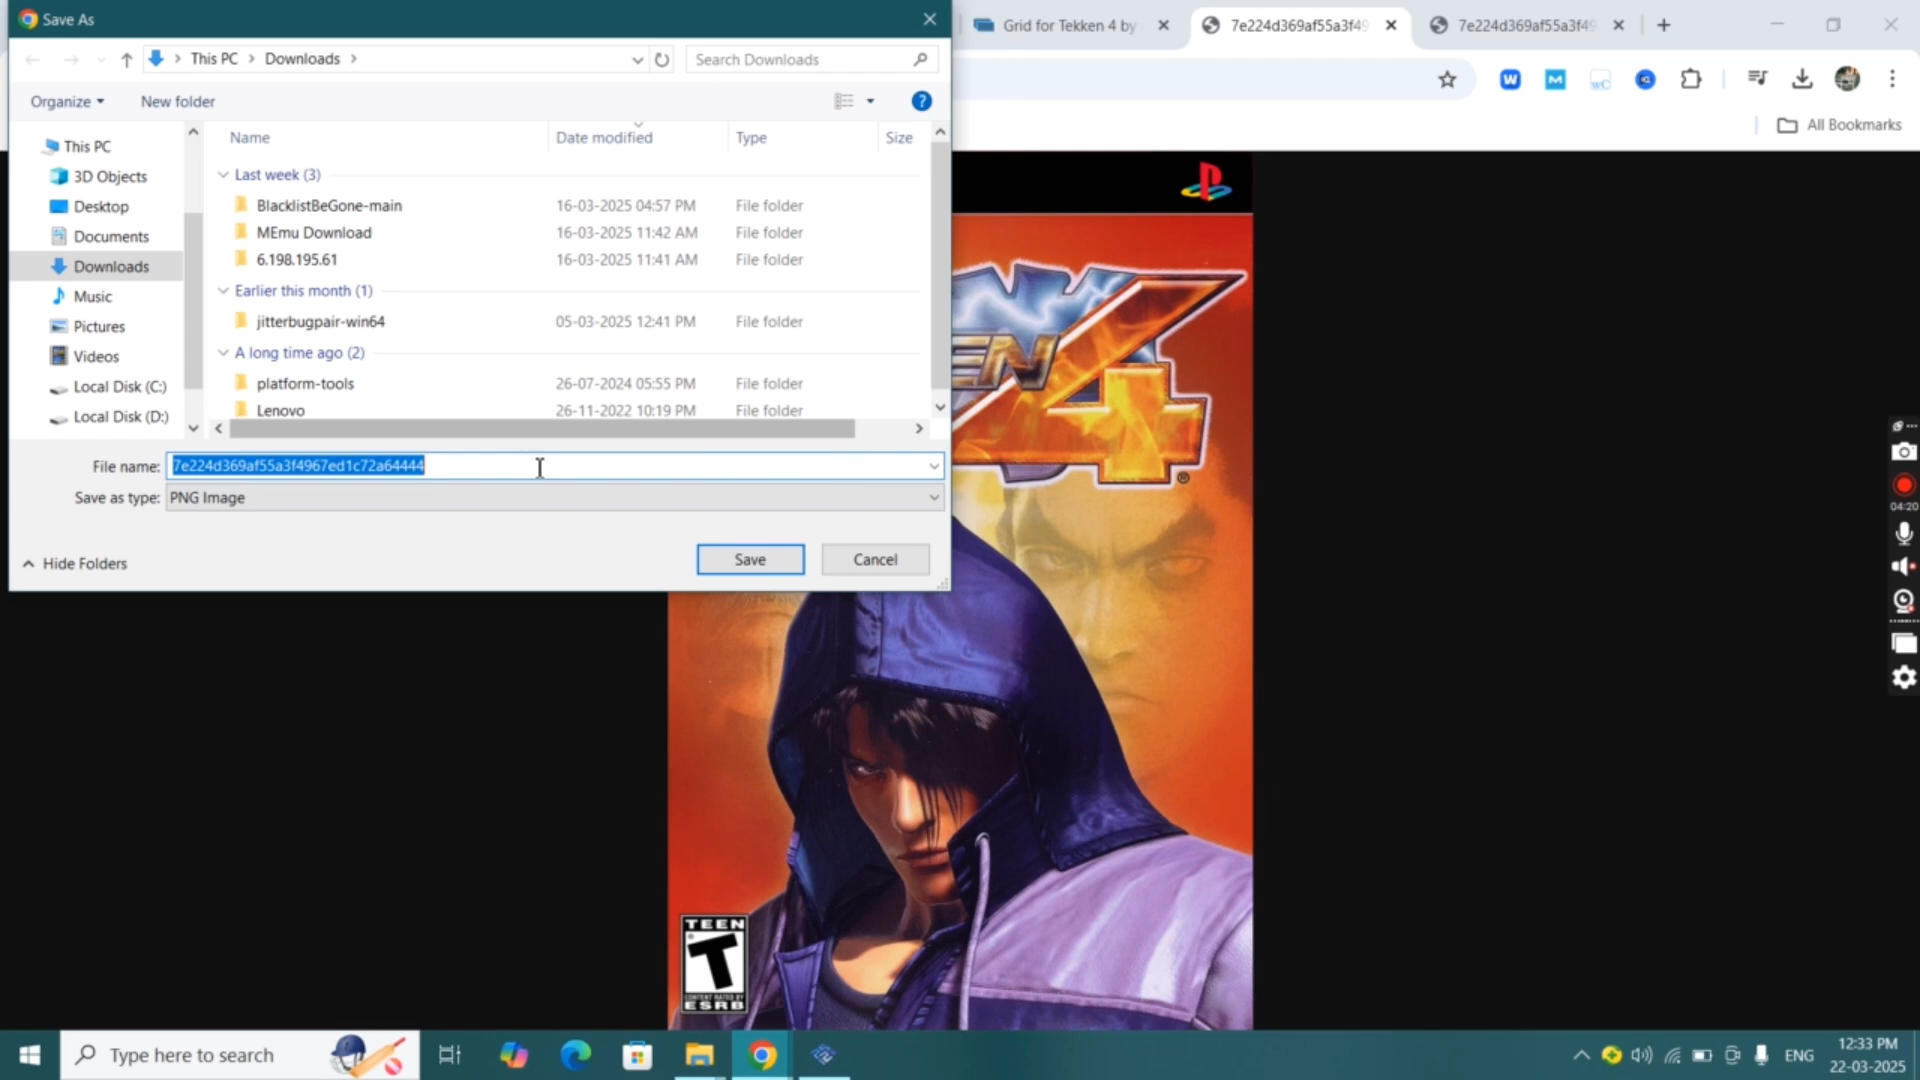 Save As
Grid for Tekken 4 by
7e224d369af55a3f49
7e224d369af55a3f49
This PC
Downloads
Search Downloads
Organize
New folder
All Bookmarks
Name
Date modified
Type
Size
This PC
3D Objects
Desktop
Documents
Downloads
Music
Pictures
Videos
Local Disk (C:)
Local Disk (D:)
Last week (3)
BlacklistBeGone-main 16-03-2025 04:57 PM File folder
MEmu Download 16-03-2025 11:42 AM File folder
6.198.195.61 16-03-2025 11:41 AM File folder
Earlier this month (1)
jitterbugpair-win64 05-03-2025 12:41 PM File folder
A long time ago (2)
platform-tools 26-07-2024 05:55 PM File folder
Lenovo 26-11-2022 10:19 PM File folder
File name: 7e224d369af55a3f4967ed1c72a64444
Save as type: PNG Image
Hide Folders
Save
Cancel
EN
4
04:20
TEEN
T
CONTENT RATED BY
ESRB
Type here to search
ENG
12:33 PM
22-03-2025